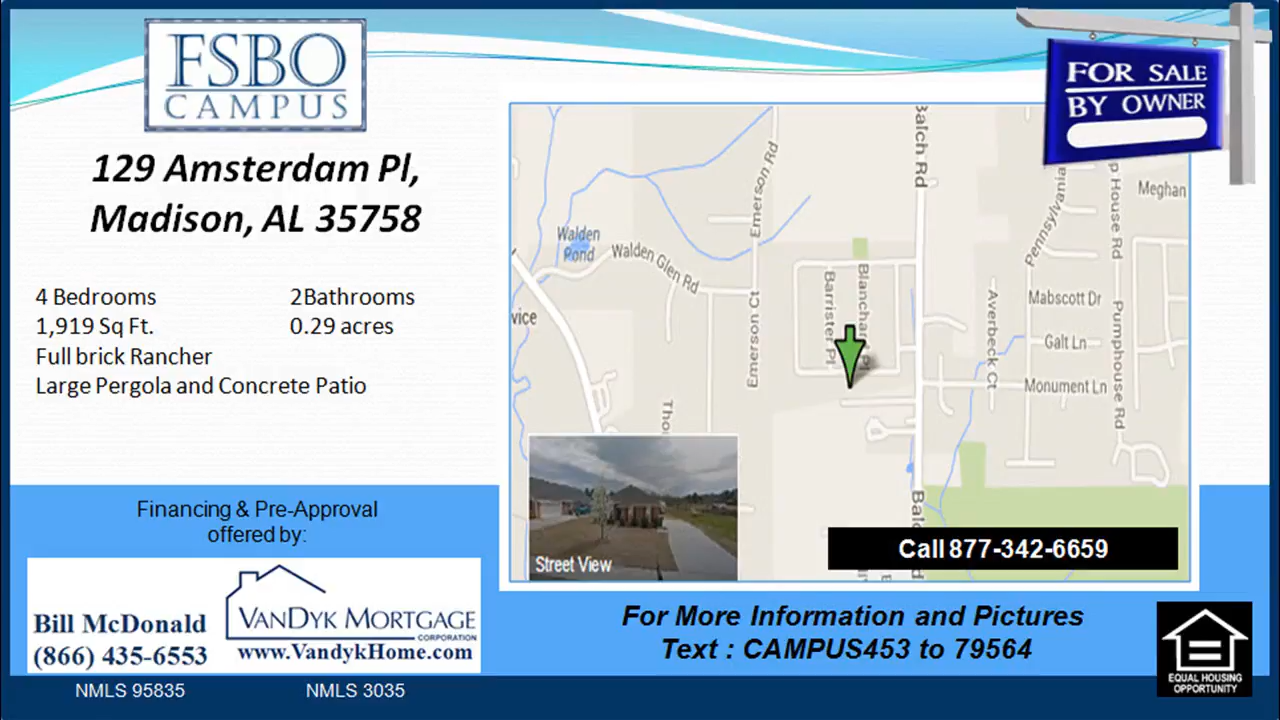 FSBO
CAMPUS
FOR SALE
BY OWNER
129 Amsterdam Pl,
Madison, AL 35758
4 Bedrooms 2Bathrooms
1,919 Sq Ft. 0.29 acres
Full brick Rancher
Large Pergola and Concrete Patio
Balch Rd
Emerson Rd
Meghan
Pennsylvania
p House Rd
Walden
Pond
Walden Glen Rd
Barrister Pl
Blanchard Pl
Emerson Ct
Averbeck Ct
Mabscott Dr
Pumphouse Rd
vice
Galt Ln
Monument Ln
Tho
Balc
d
Street View
Call 877-342-6659
Financing & Pre-Approval
offered by:
Bill McDonald
(866) 435-6553
VANDYK MORTGAGE
CORPORATION
www.VandykHome.com
NMLS 95835 NMLS 3035
For More Information and Pictures
Text : CAMPUS453 to 79564
EQUAL HOUSING
OPPORTUNITY